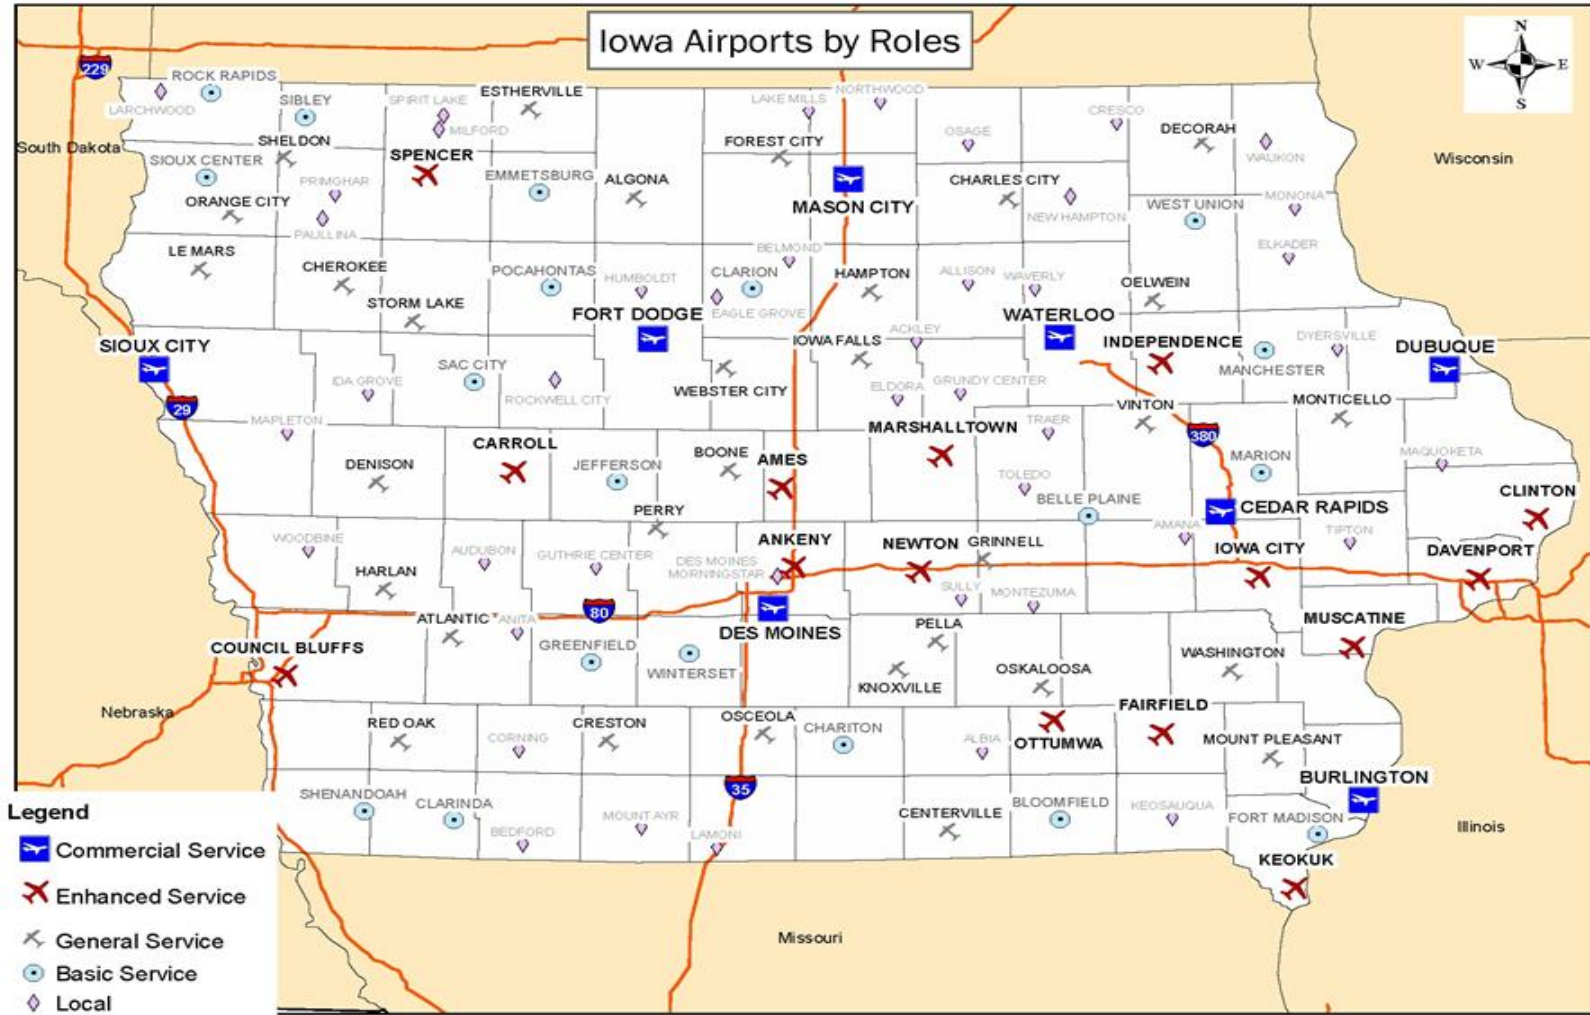 Iowa Airports by Roles
N
W E
S
229
ROCK RAPIDS
LARCHWOOD
SIBLEY
SPIRIT LAKE
ESTHERVILLE
MILFORD
LAKE MILLS
NORTHWOOD
CRESCO
South Dakota
SHELDON
SPENCER
FOREST CITY
OSAGE
DECORAH
WAUKON
Wisconsin
SIOUX CENTER
PRIMGHAR
EMMETSBURG
ALGONA
CHARLES CITY
ORANGE CITY
MASON CITY
NEW HAMPTON
WEST UNION
MONONA
PAULLINA
LE MARS
CHEROKEE
POCAHONTAS
HUMBOLDT
BELMOND
CLARION
HAMPTON
ALLISON
WAVERLY
OELWEIN
ELKADER
STORM LAKE
FORT DODGE
EAGLE GROVE
WATERLOO
SIOUX CITY
IOWA FALLS
ACKLEY
INDEPENDENCE
DYERSVILLE
DUBUQUE
SAC CITY
MANCHESTER
IDA GROVE
ROCKWELL CITY
WEBSTER CITY
ELDORA
GRUNDY CENTER
29
MAPLETON
VINTON
MONTICELLO
MARSHALLTOWN
TRAER
380
CARROLL
DENISON
JEFFERSON
BOONE
AMES
TOLEDO
MARION
MAQUOKETA
BELLE PLAINE
CLINTON
PERRY
CEDAR RAPIDS
WOODBINE
AUDUBON
GUTHRIE CENTER
ANKENY
NEWTON
GRINNELL
AMANA
TIPTON
IOWA CITY
DAVENPORT
HARLAN
DES MOINES
MORNINGSTAR
SULLY
MONTEZUMA
80
ATLANTIC
ANITA
DES MOINES
PELLA
MUSCATINE
COUNCIL BLUFFS
GREENFIELD
WINTERSET
WASHINGTON
KNOXVILLE
OSKALOOSA
Nebraska
RED OAK
CORNING
CRESTON
OSCEOLA
CHARITON
ALBIA
OTTUMWA
FAIRFIELD
MOUNT PLEASANT
35
BURLINGTON
SHENANDOAH
CLARINDA
BEDFORD
MOUNT AYR
LAMONI
CENTERVILLE
BLOOMFIELD
KEOSAUQUA
FORT MADISON
Illinois
KEOKUK
Missouri
Legend
Commercial Service
Enhanced Service
General Service
Basic Service
Local